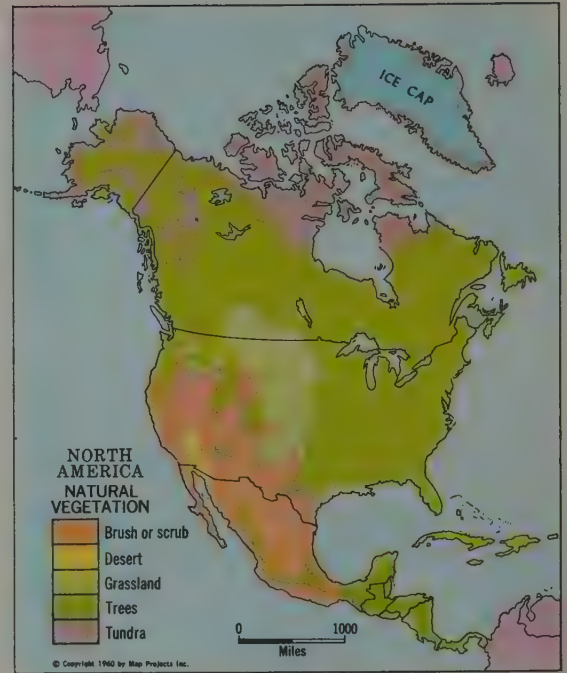 ICE CAP
NORTH
AMERICA
NATURAL
VEGETATION
Brush or scrub
Desert
Grassland
Trees
Tundra
0 1000
Miles
© Copyright 1960 by Map Projects Inc.